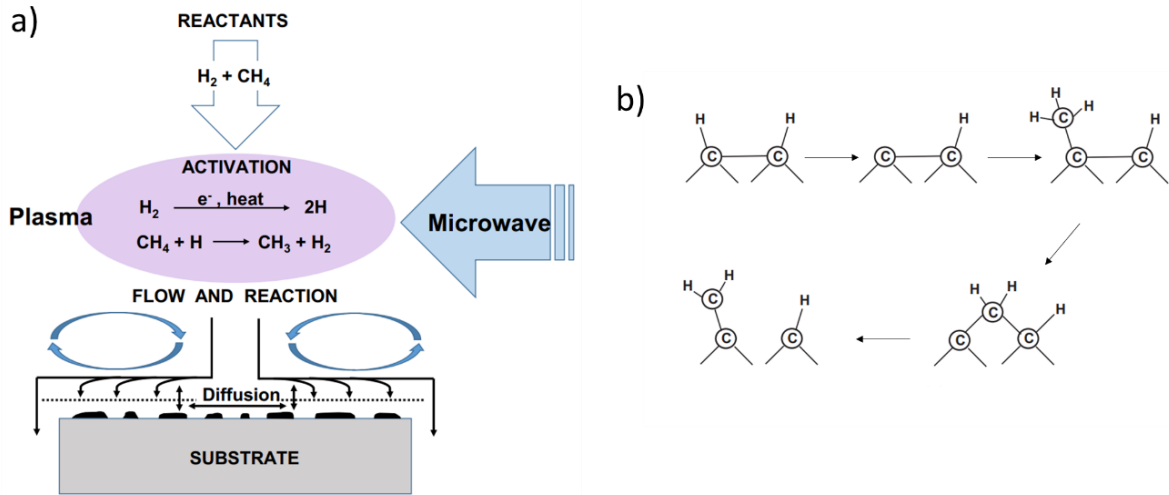 a)
REACTANTS
H₂ + CH₄
ACTIVATION
e⁻ , heat
H₂ 2H
CH₄ + H CH₃ + H₂
Plasma
Microwave
FLOW AND REACTION
Diffusion
SUBSTRATE
b)
H H
C C
H
C C
H
H C H
H
C C
H H
C
H
C C
H H
C
H
C C